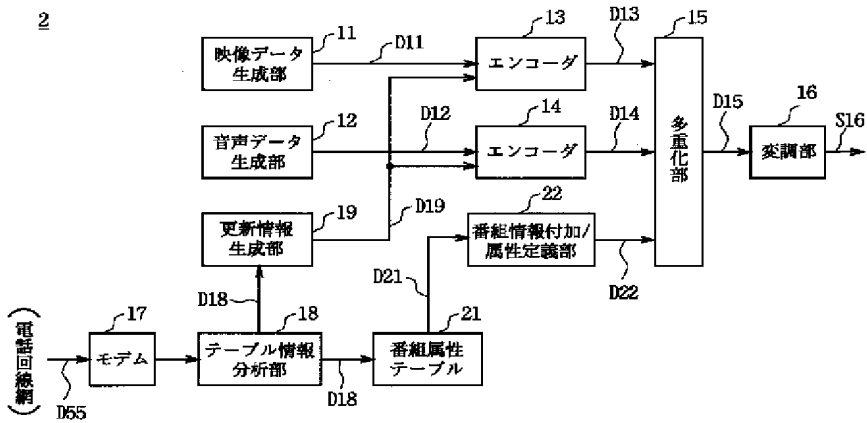 2
11
映像データ
生成部
D11
13
エンコーダ
D13
15
多重化部
D15
16
変調部
S16
12
音声データ
生成部
D12
14
エンコーダ
D14
19
更新情報
生成部
D19
22
番組情報付加/
属性定義部
D22
D18
D21
(電話回線網)
D55
17
モデム
18
テーブル情報
分析部
D18
21
番組属性
テーブル